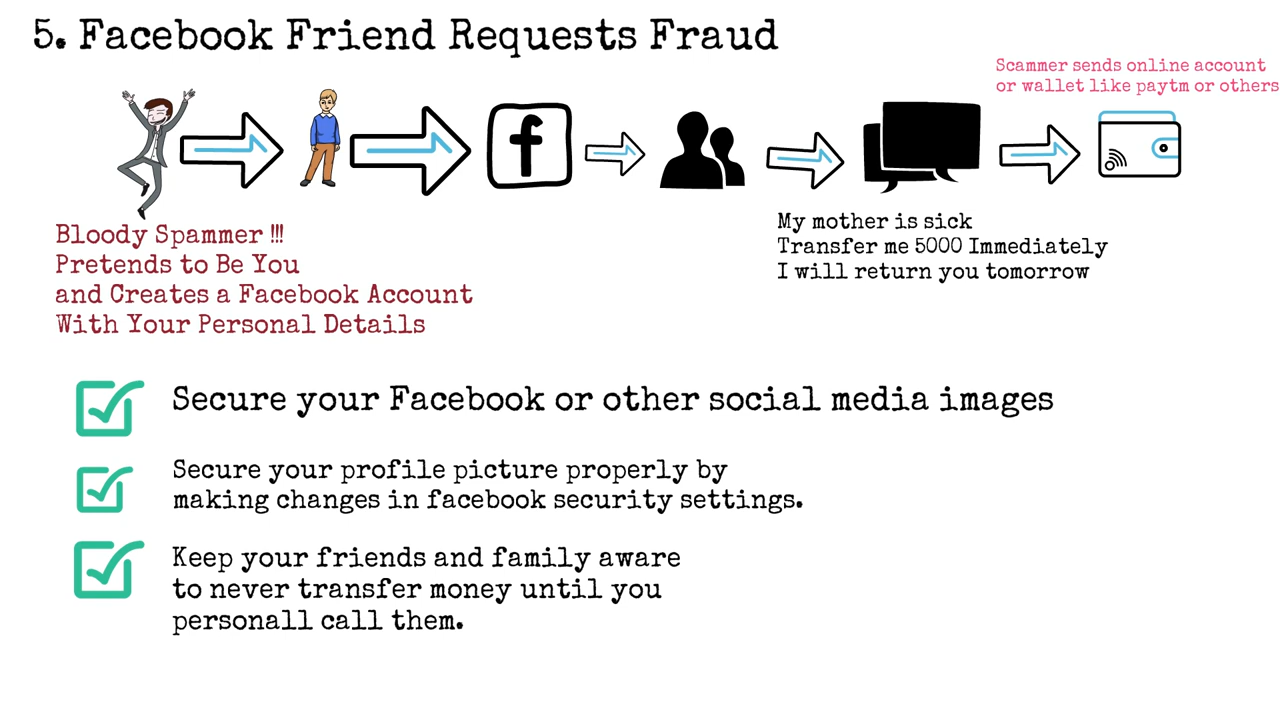 5. Facebook Friend Requests Fraud
Scammer sends online account
or wallet like paytm or others
f
Bloody Spammer !!!
Pretends to Be You
and Creates a Facebook Account
With Your Personal Details
My mother is sick
Transfer me 5000 Immediately
I will return you tomorrow
Secure your Facebook or other social media images
Secure your profile picture properly by
making changes in facebook security settings.
Keep your friends and family aware
to never transfer money until you
personall call them.